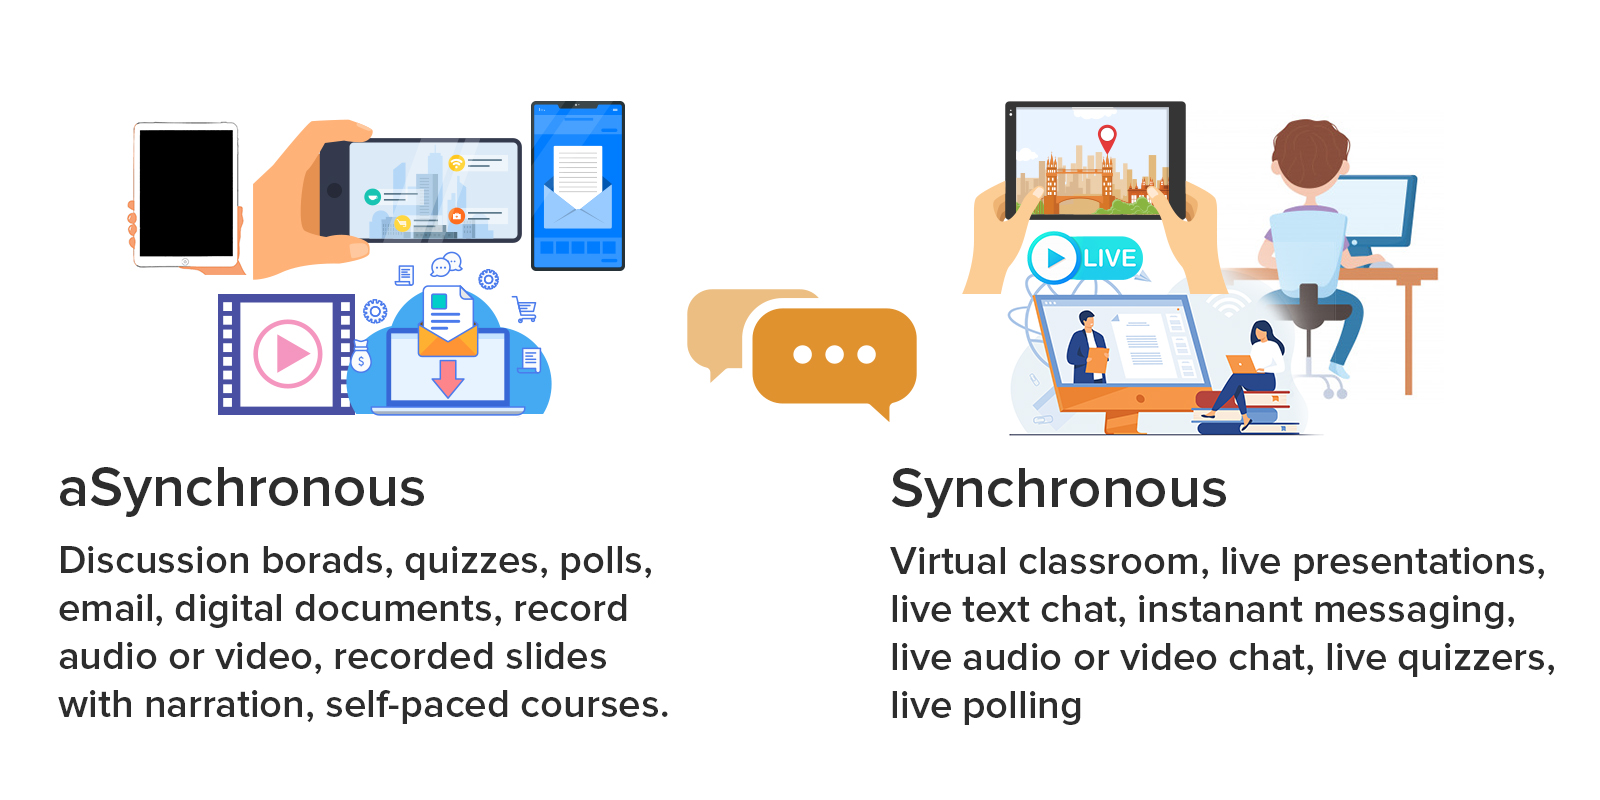 LIVE
aSynchronous
Discussion borads, quizzes, polls,
email, digital documents, record
audio or video, recorded slides
with narration, self-paced courses.
Synchronous
Virtual classroom, live presentations,
live text chat, instanant messaging,
live audio or video chat, live quizzers,
live polling